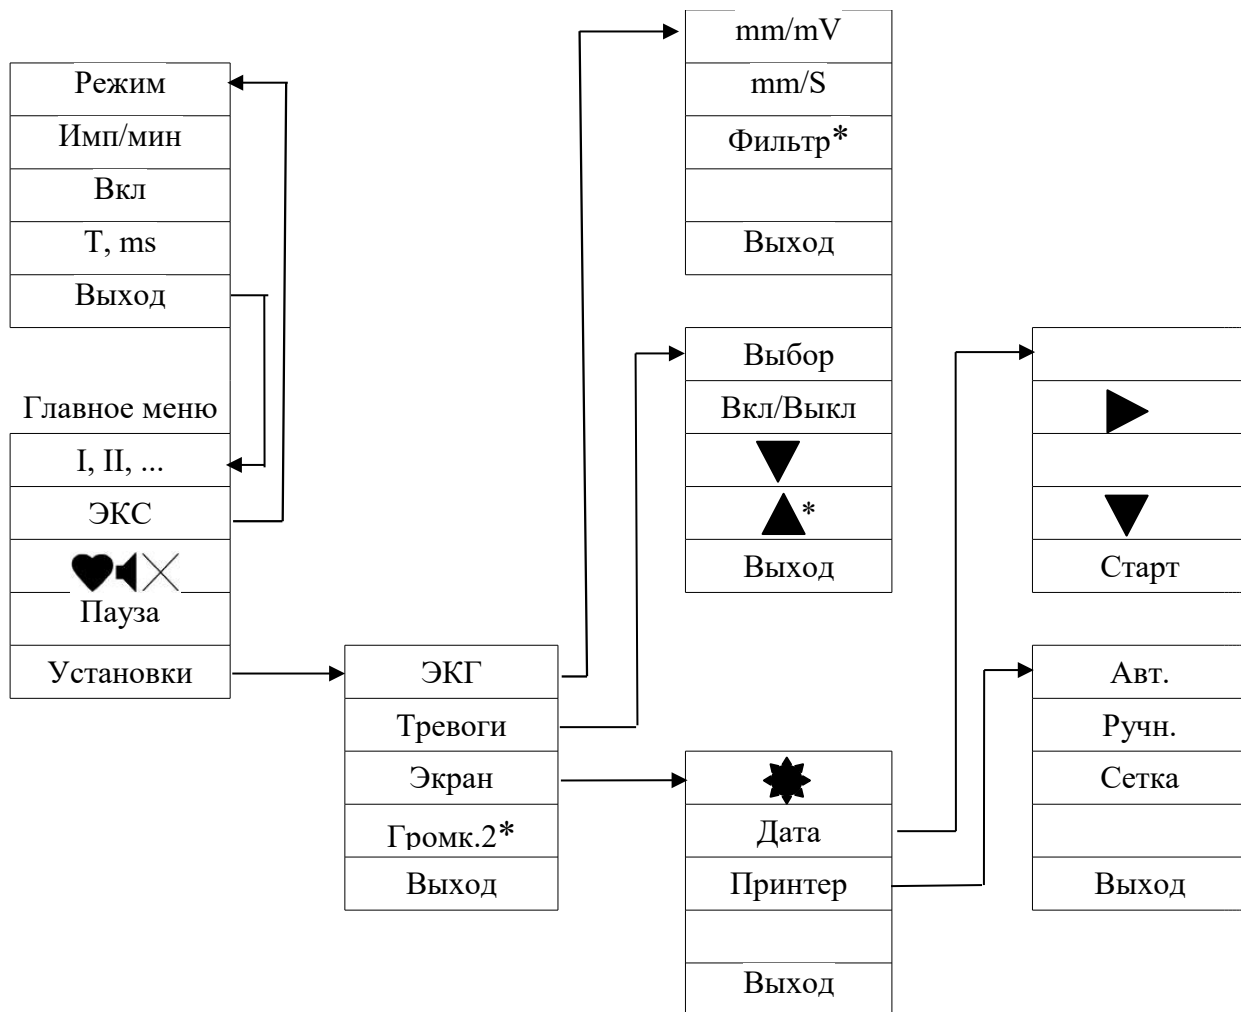 Режим
Имп/мин
Вкл
T, ms
Выход
Главное меню
I, II, ...
ЭКС
Пауза
Установки
ЭКГ
Тревоги
Экран
Громк.2*
Выход
mm/mV
mm/S
Фильтр*
Выход
Выбор
Вкл/Выкл
*
Выход
Дата
Принтер
Выход
Старт
Авт.
Ручн.
Сетка
Выход